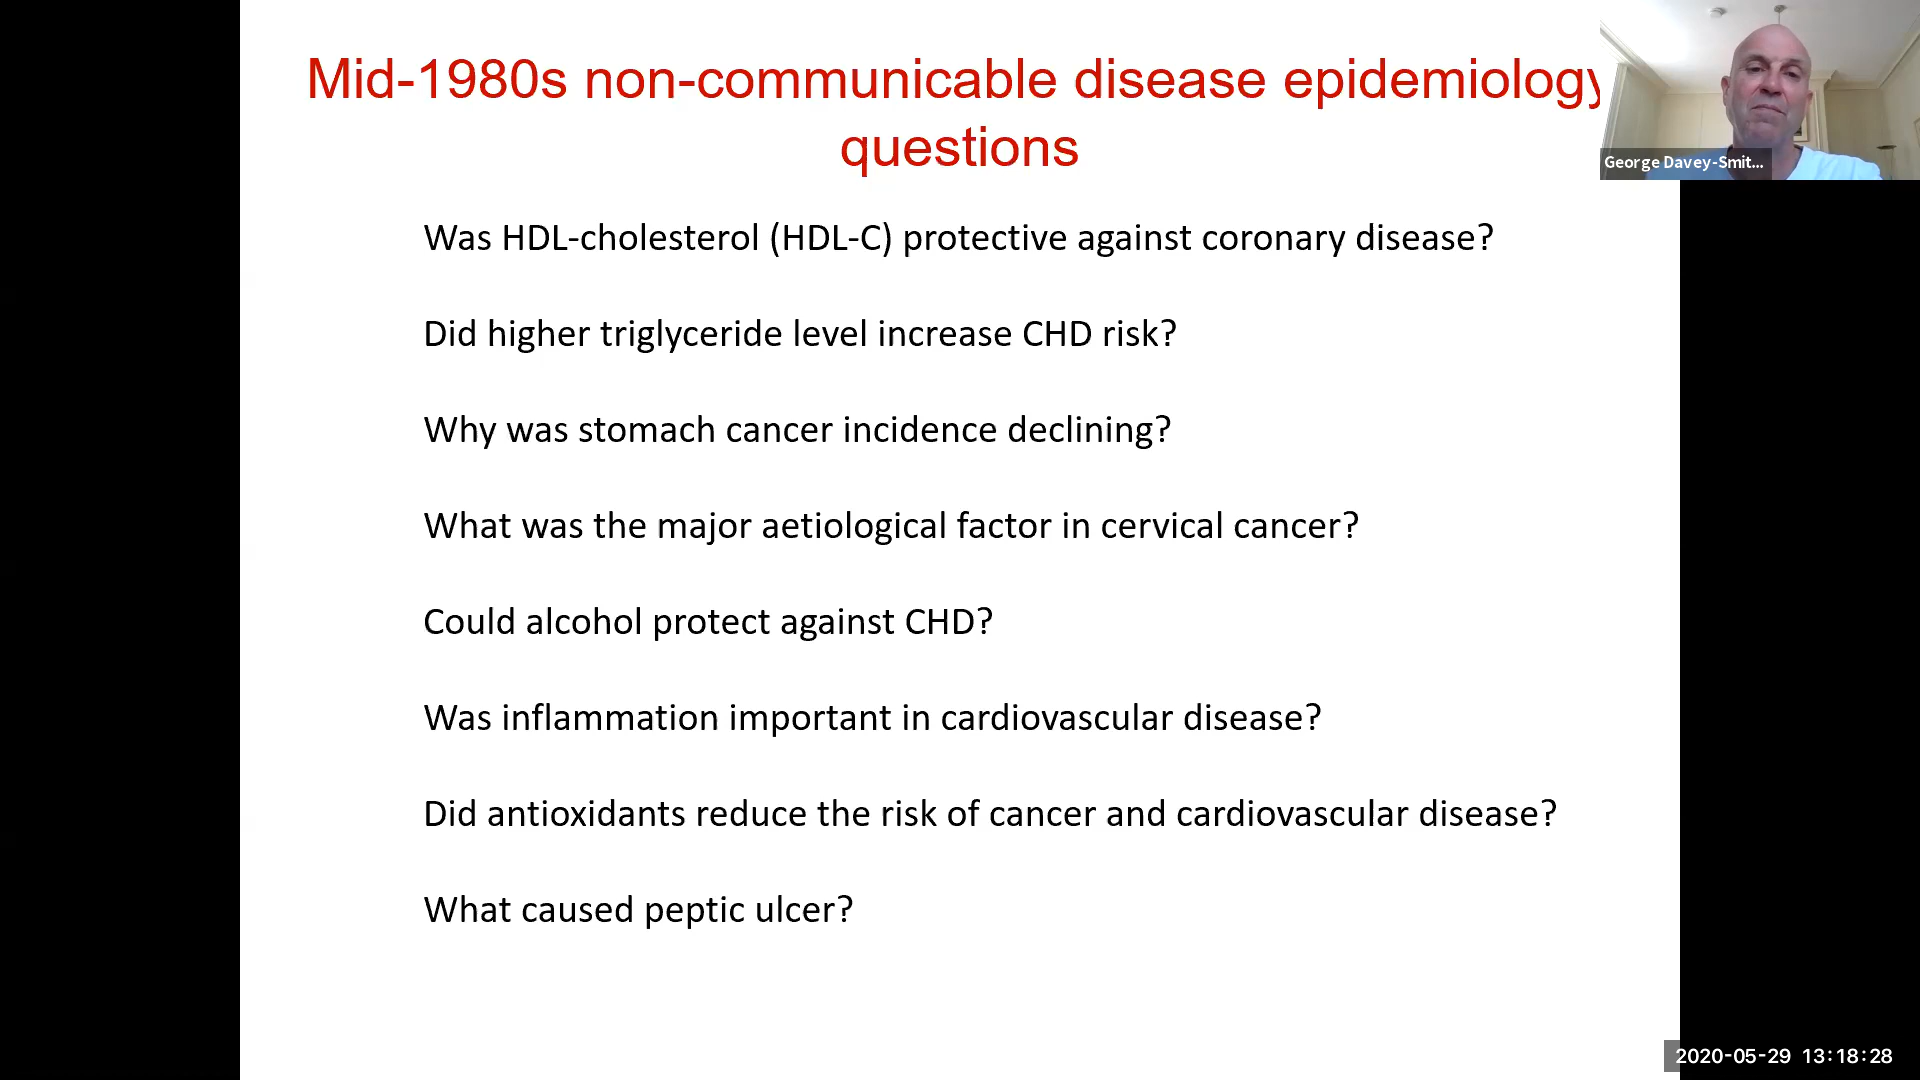 Mid-1980s non-communicable disease epidemiology
questions
George Davey-Smit...
Was HDL-cholesterol (HDL-C) protective against coronary disease?
Did higher triglyceride level increase CHD risk?
Why was stomach cancer incidence declining?
What was the major aetiological factor in cervical cancer?
Could alcohol protect against CHD?
Was inflammation important in cardiovascular disease?
Did antioxidants reduce the risk of cancer and cardiovascular disease?
What caused peptic ulcer?
2020-05-29 13:18:28